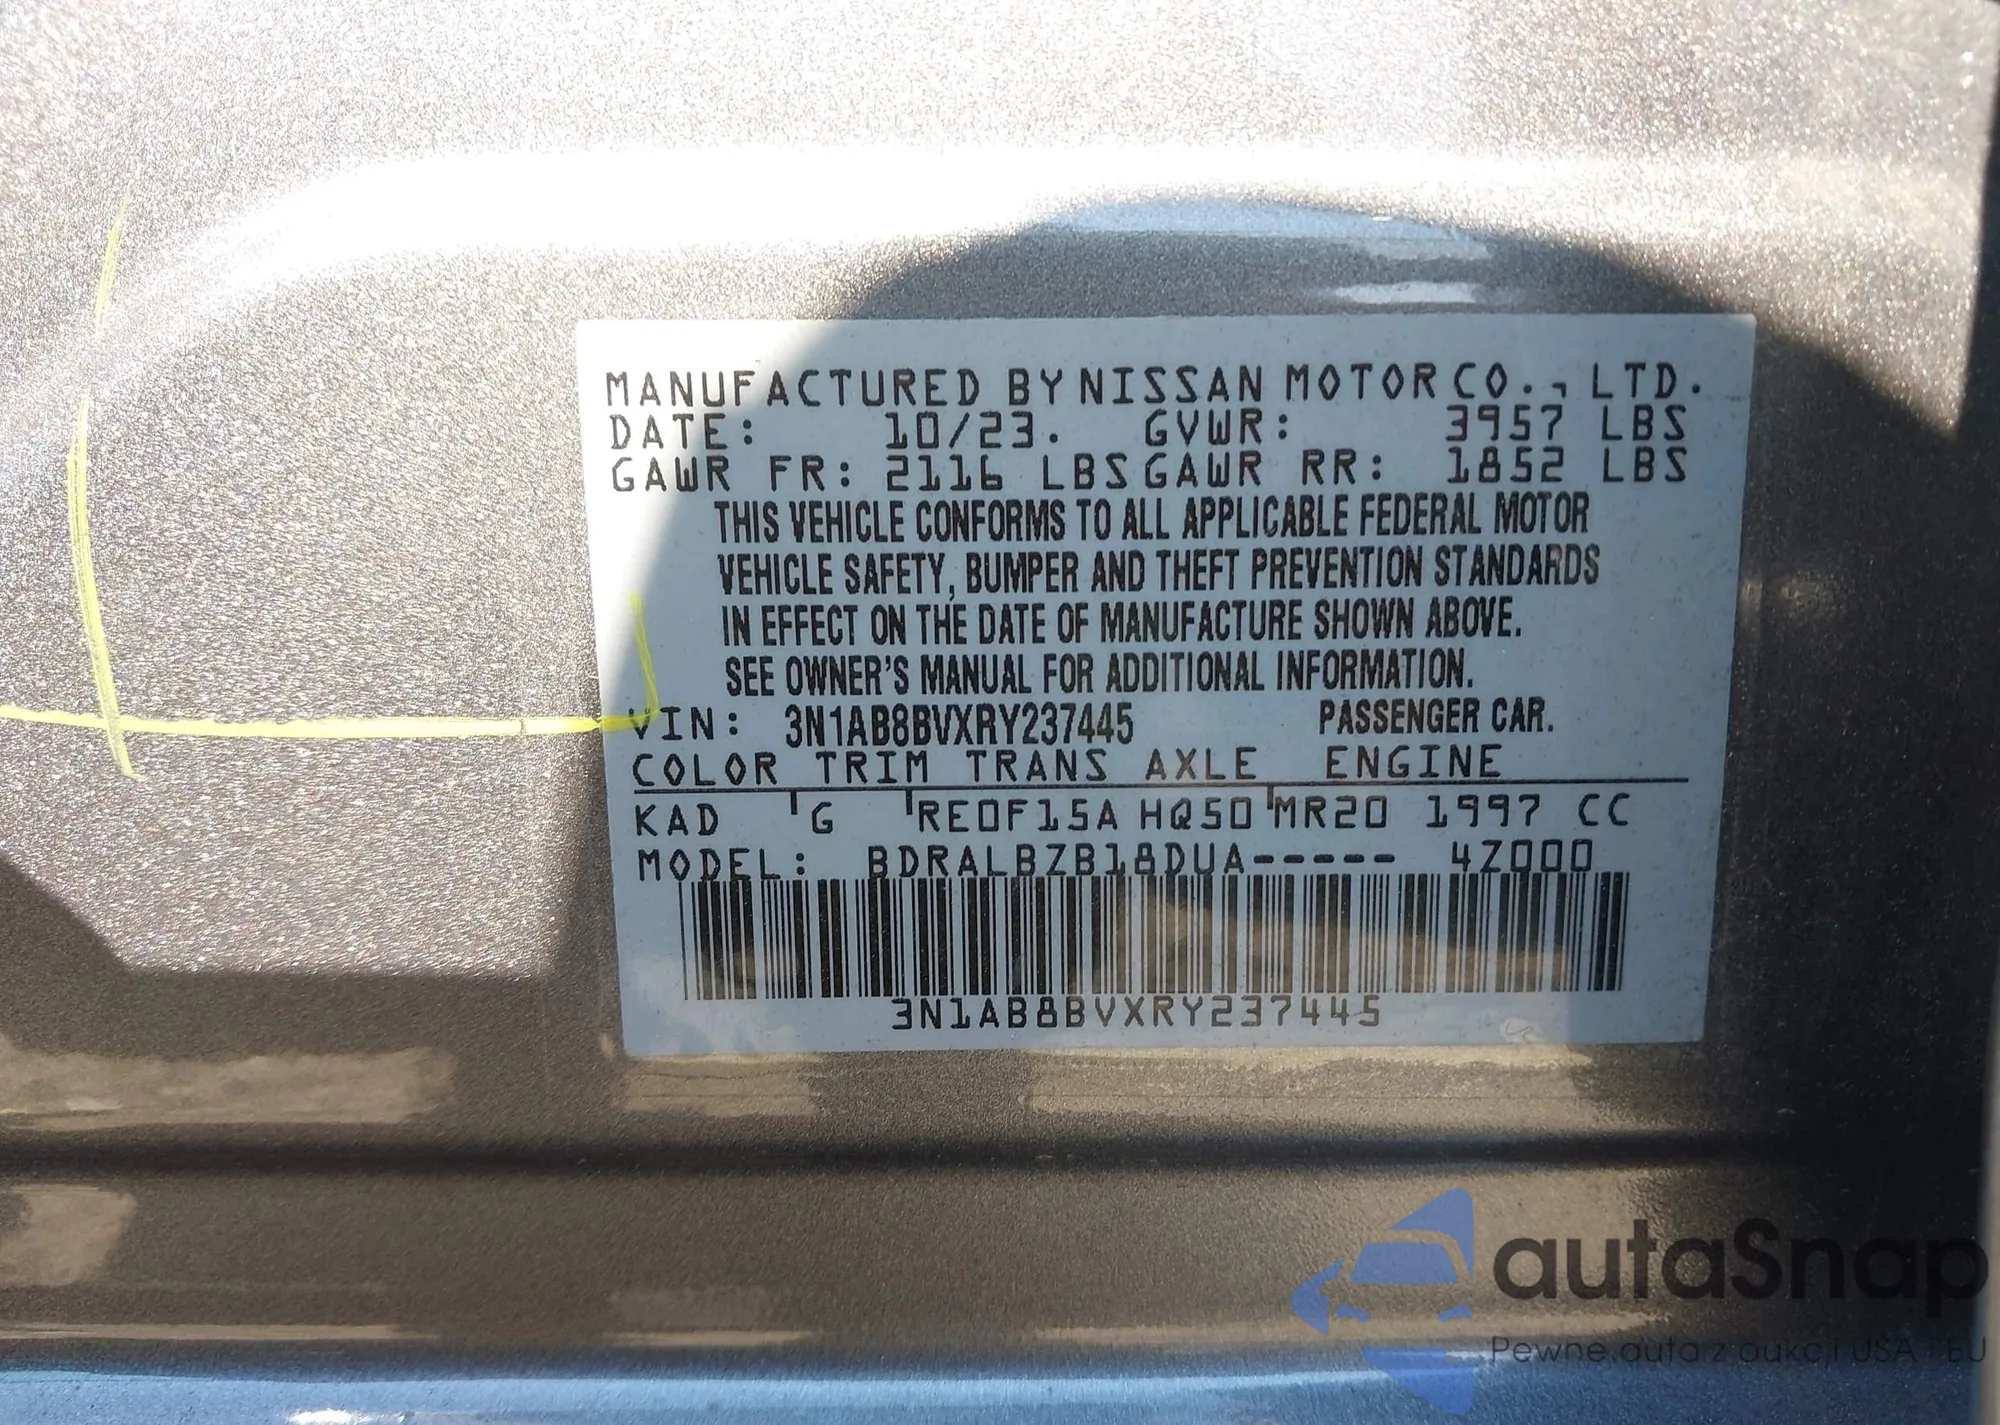 MANUFACTURED BY NISSAN MOTOR CO., LTD.
DATE: 10/23. GVWR: 3957 LBS
GAWR FR: 2116 LBS GAWR RR: 1852 LBS
THIS VEHICLE CONFORMS TO ALL APPLICABLE FEDERAL MOTOR
VEHICLE SAFETY, BUMPER AND THEFT PREVENTION STANDARDS
IN EFFECT ON THE DATE OF MANUFACTURE SHOWN ABOVE.
SEE OWNER'S MANUAL FOR ADDITIONAL INFORMATION.
VIN: 3N1AB8BVXRY237445 PASSENGER CAR.
COLOR TRIM TRANS AXLE ENGINE
KAD G RE0F15A HQ50 MR20 1997 CC
MODEL: BDRALBZB18DUA----- 4Z000
3N1AB8BVXRY237445
autaSnap
Pewne auta z aukcji USA i EU